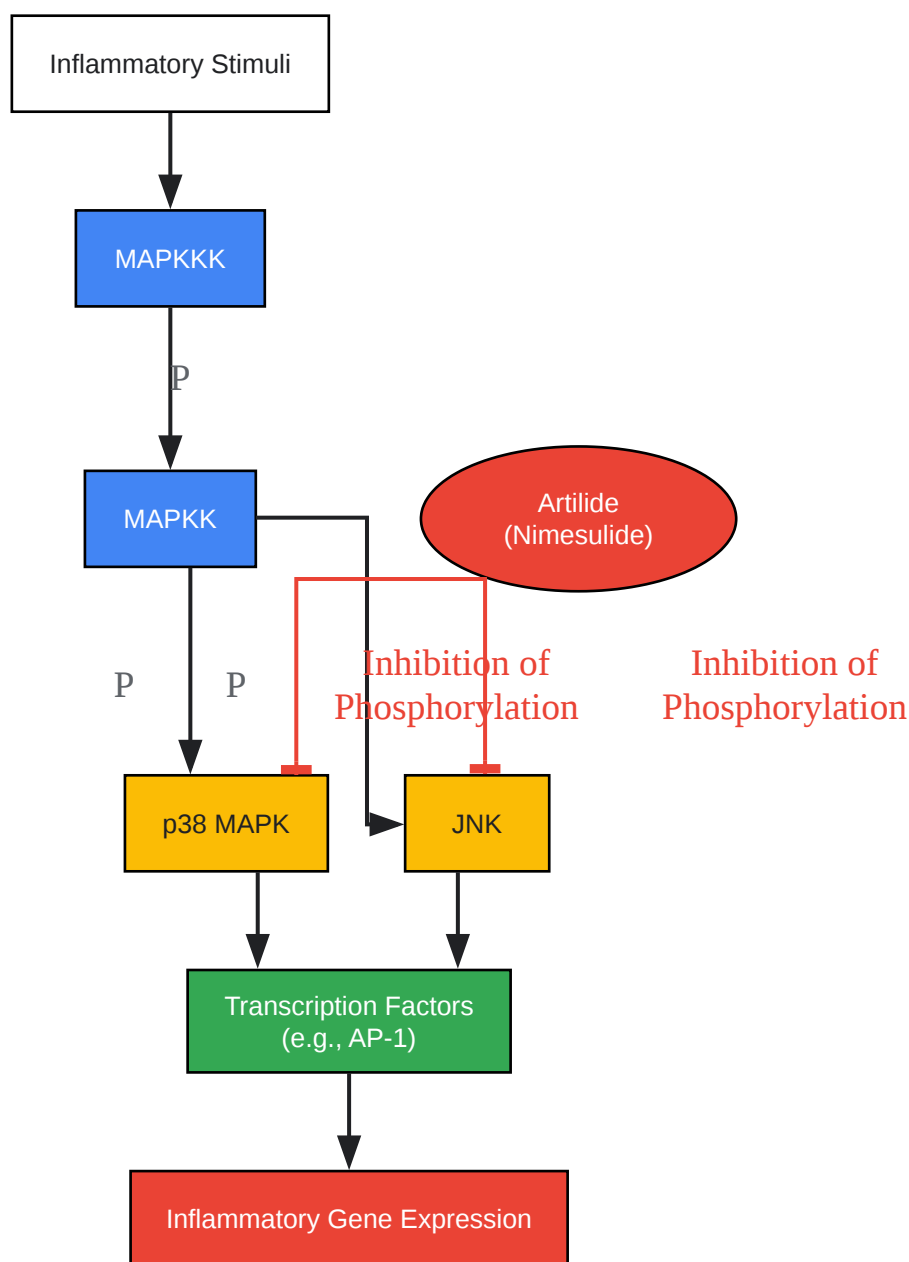 Inflammatory Stimuli
MAPKKK
P
MAPKK
Artilide
(Nimesulide)
P
P
Inhibition of
Phosphorylation
Inhibition of
Phosphorylation
p38 MAPK
JNK
Transcription Factors
(e.g., AP-1)
Inflammatory Gene Expression